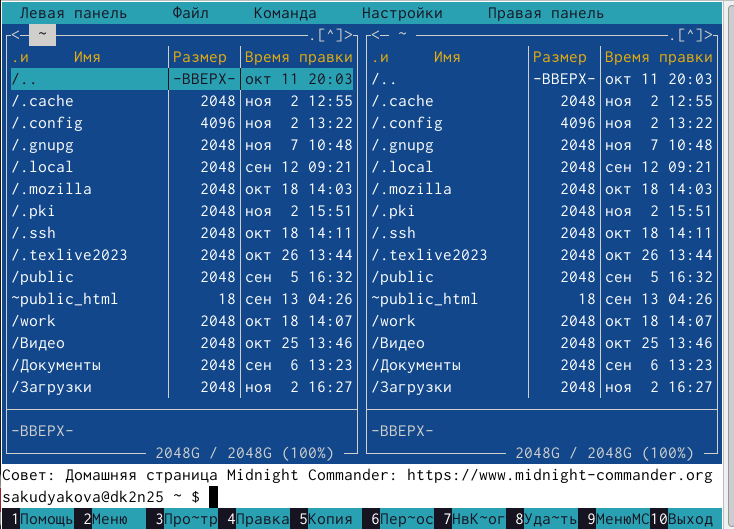 Левая панель Файл Команда Настройки Правая панель
<- ~ .[^]> <- ~ .[^]>
.и Имя Размер Время правки .и Имя Размер Время правки
/.. -ВВЕРХ- окт 11 20:03 /.. -ВВЕРХ- окт 11 20:03
/.cache 2048 ноя 2 12:55 /.cache 2048 ноя 2 12:55
/.config 4096 ноя 2 13:22 /.config 4096 ноя 2 13:22
/.gnupg 2048 ноя 7 10:48 /.gnupg 2048 ноя 7 10:48
/.local 2048 сен 12 09:21 /.local 2048 сен 12 09:21
/.mozilla 2048 окт 18 14:03 /.mozilla 2048 окт 18 14:03
/.pki 2048 ноя 2 15:51 /.pki 2048 ноя 2 15:51
/.ssh 2048 окт 18 14:11 /.ssh 2048 окт 18 14:11
/.texlive2023 2048 окт 26 13:44 /.texlive2023 2048 окт 26 13:44
/public 2048 сен 5 16:32 /public 2048 сен 5 16:32
~public_html 18 сен 13 04:26 ~public_html 18 сен 13 04:26
/work 2048 окт 18 14:07 /work 2048 окт 18 14:07
/Видео 2048 окт 25 13:46 /Видео 2048 окт 25 13:46
/Документы 2048 сен 6 13:23 /Документы 2048 сен 6 13:23
/Загрузки 2048 ноя 2 16:27 /Загрузки 2048 ноя 2 16:27
-ВВЕРХ- -ВВЕРХ-
2048G / 2048G (100%) 2048G / 2048G (100%)
Совет: Домашняя страница Midnight Commander: https://www.midnight-commander.org
sakudyakova@dk2n25 ~ $
1Помощь 2Меню 3Про~тр 4Правка 5Копия 6Пер~ос 7НвК~ог 8Уда~ть 9МенюМС 10Выход